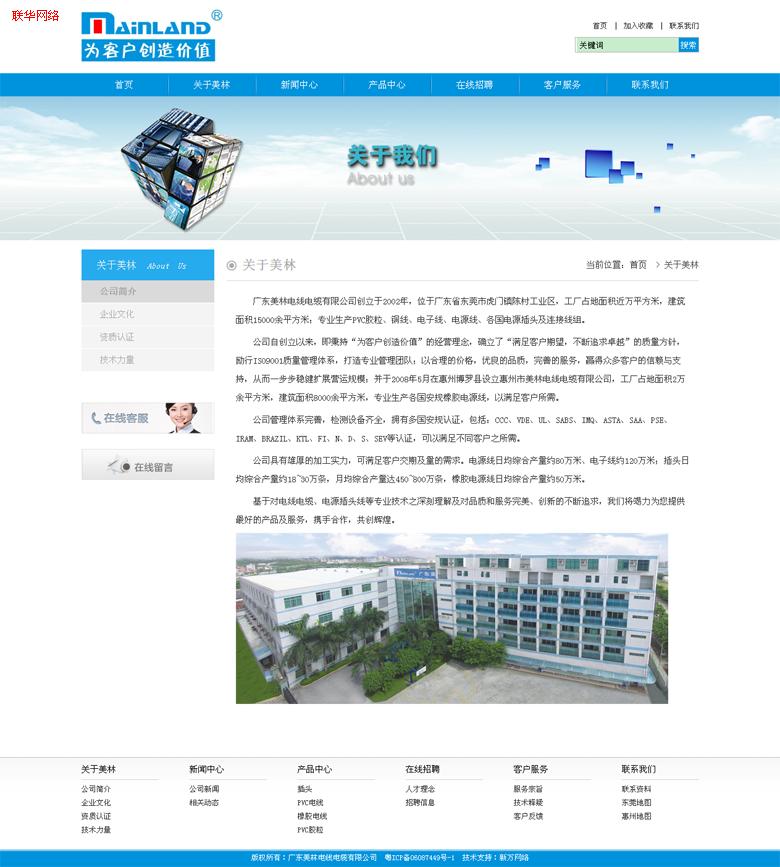 联华网络
MAINLAND®
为客户创造价值
首页 | 加入收藏 | 联系我们
关键词 搜索
首页 关于美林 新闻中心 产品中心 在线招聘 客户服务 联系我们
关于我们
About us
关于美林 About Us
公司简介
企业文化
资质认证
技术力量
在线客服
在线留言
关于美林
当前位置：首页 > 关于美林
广东美林电线电缆有限公司创立于2002年，位于广东省东莞市虎门镇陈村工业区，工厂占地面积近万平方米，建筑
面积15000余平方米；专业生产PVC胶粒、铜线、电子线、电源线、各国电源插头及连接线组。
公司自创立以来，即秉持“为客户创造价值”的经营理念，确立了“满足客户期望，不断追求卓越”的质量方针，
励行ISO9001质量管理体系，打造专业管理团队；以合理的价格，优良的品质，完善的服务，赢得众多客户的信赖与支
持，从而一步步稳健扩展营运规模；并于2008年5月在惠州博罗县设立惠州市美林电线电缆有限公司，工厂占地面积2万
余平方米，建筑面积8000余平方米，专业生产各国安规橡胶电源线，以满足客户所需。
公司管理体系完善，检测设备齐全，拥有多国安规认证，包括：CCC、VDE、UL、SABS、IMQ、ASTA、SAA、PSE、
IRAM、BRAZIL、KTL、FI、N、D、S、SEV等认证，可以满足不同客户之所需。
公司具有雄厚的加工实力，可满足客户交期及量的需求。电源线日均综合产量约80万米、电子线约120万米；插头日
均综合产量约18~30万条，月均综合产量达450~800万条，橡胶电源线日均综合产量约50万米。
基于对电线电缆、电源插头线等专业技术之深刻理解及对品质和服务完美、创新的不断追求，我们将竭力为您提供
最好的产品及服务，携手合作，共创辉煌。
关于美林 新闻中心 产品中心 在线招聘 客户服务 联系我们
公司简介 公司新闻 插头 人才理念 服务宗旨 联系资料
企业文化 相关动态 PVC电线 招聘信息 技术释疑 东莞地图
资质认证 橡胶电线 客户反馈 惠州地图
技术力量 PVC胶粒
版权所有：广东美林电线电缆有限公司 粤ICP备06087449号-1 技术支持：新万网络